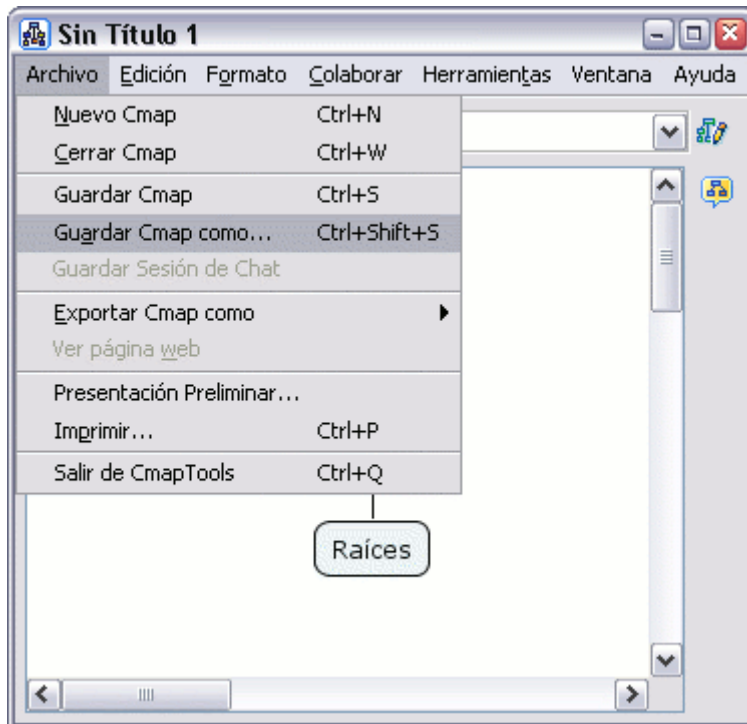 Sin Título 1
Archivo Edición Formato Colaborar Herramientas Ventana Ayuda
Nuevo Cmap Ctrl+N
Cerrar Cmap Ctrl+W
Guardar Cmap Ctrl+S
Guardar Cmap como... Ctrl+Shift+S
Guardar Sesión de Chat
Exportar Cmap como
Ver página web
Presentación Preliminar...
Imprimir... Ctrl+P
Salir de CmapTools Ctrl+Q
Raíces